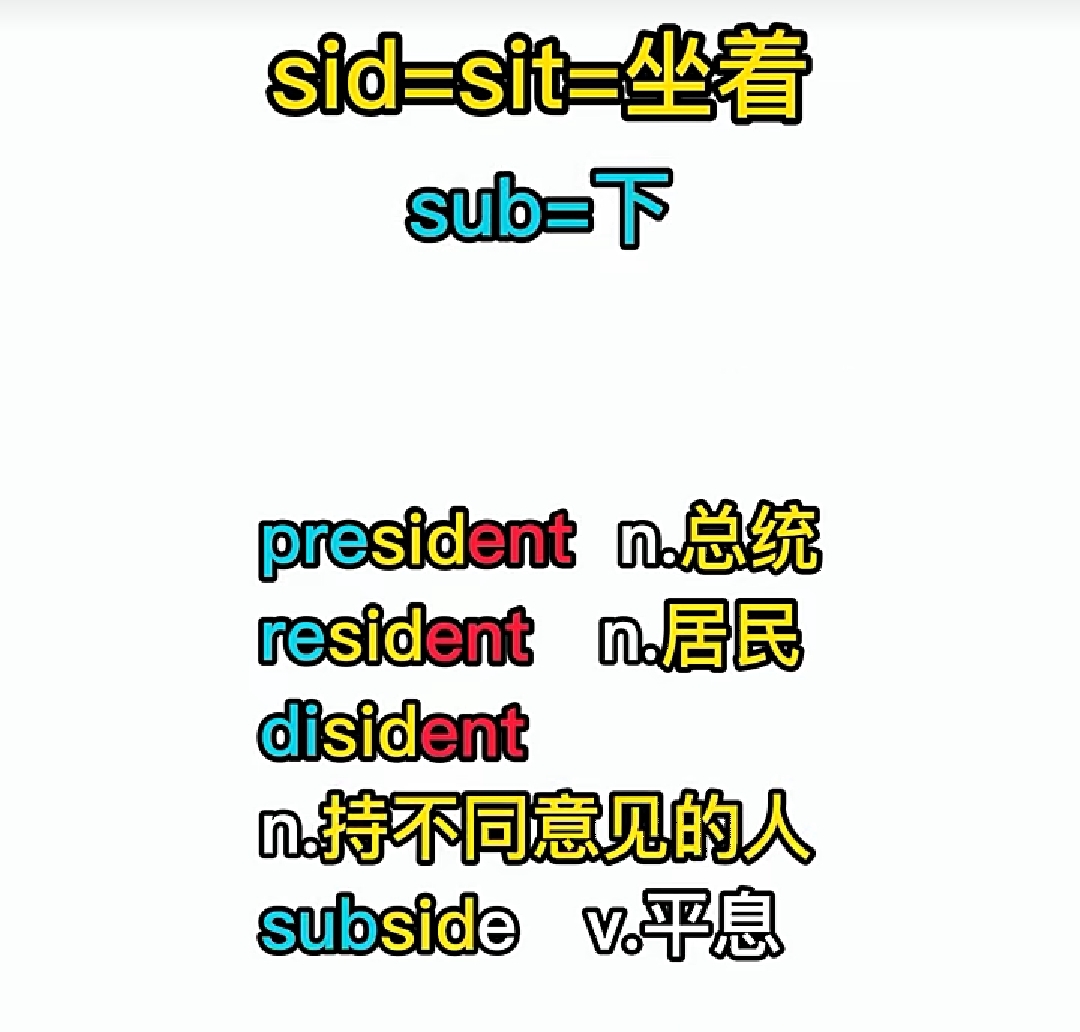 sid=sit=坐着
sub=下
president n.总统
resident n.居民
disident
n.持不同意见的人
subside v.平息